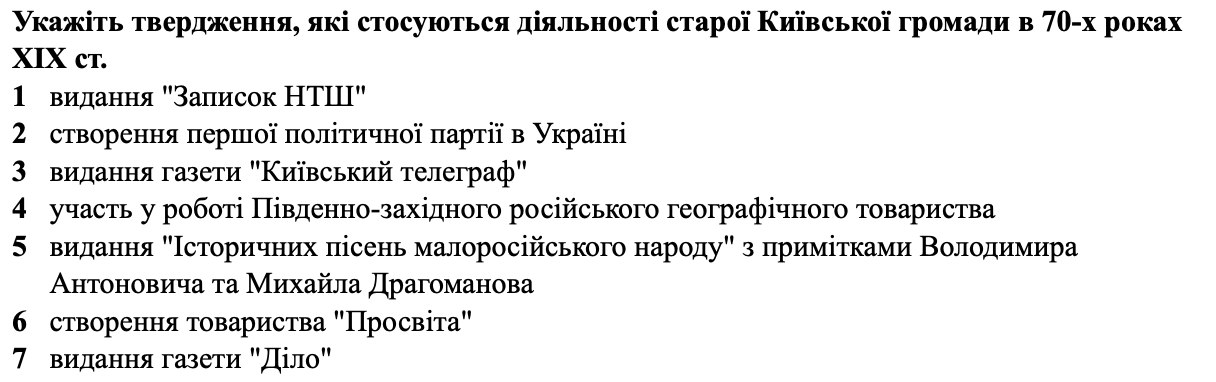 Укажіть твердження, які стосуються діяльності старої Київської громади в 70-х роках
ХІХ ст.
1 видання "Записок НТШ"
2 створення першої політичної партії в Україні
3 видання газети "Київський телеграф"
4 участь у роботі Південно-західного російського географічного товариства
5 видання "Історичних пісень малоросійського народу" з примітками Володимира
Антоновича та Михайла Драгоманова
6 створення товариства "Просвіта"
7 видання газети "Діло"